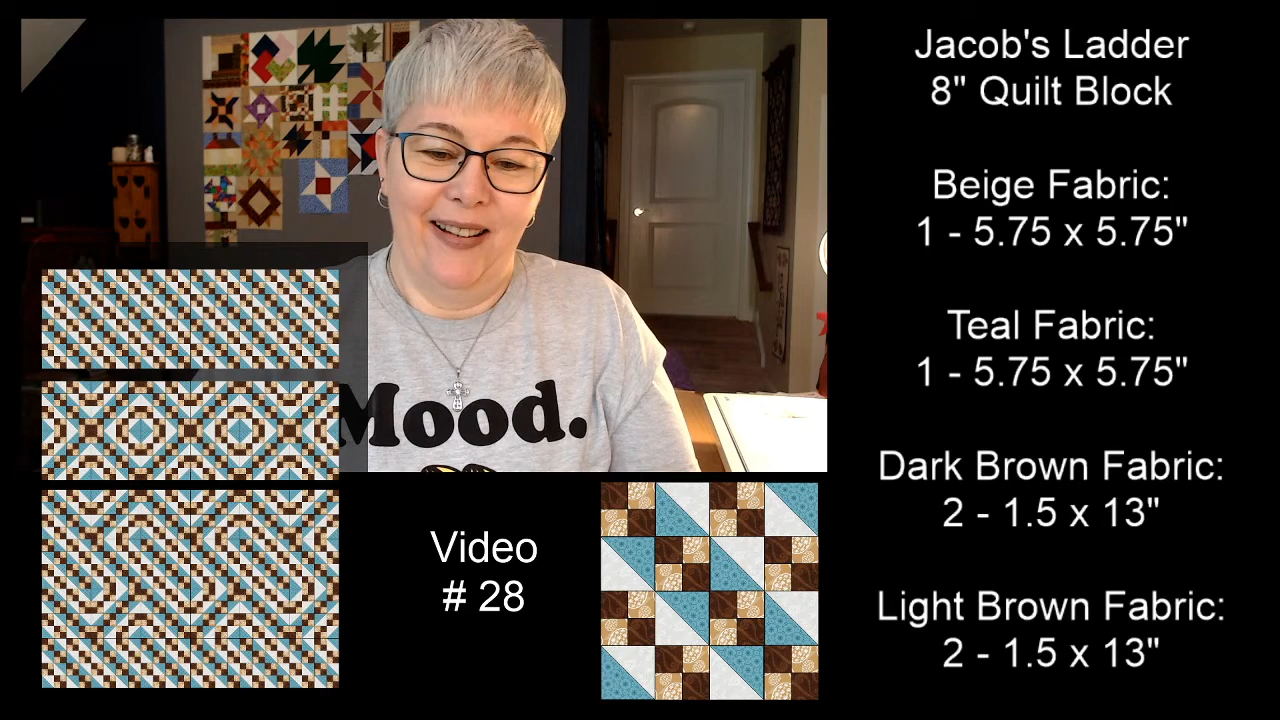 Jacob's Ladder
8" Quilt Block
Beige Fabric:
1 - 5.75 x 5.75"
Teal Fabric:
1 - 5.75 x 5.75"
Dark Brown Fabric:
2 - 1.5 x 13"
Light Brown Fabric:
2 - 1.5 x 13"
Mood.
Video
# 28